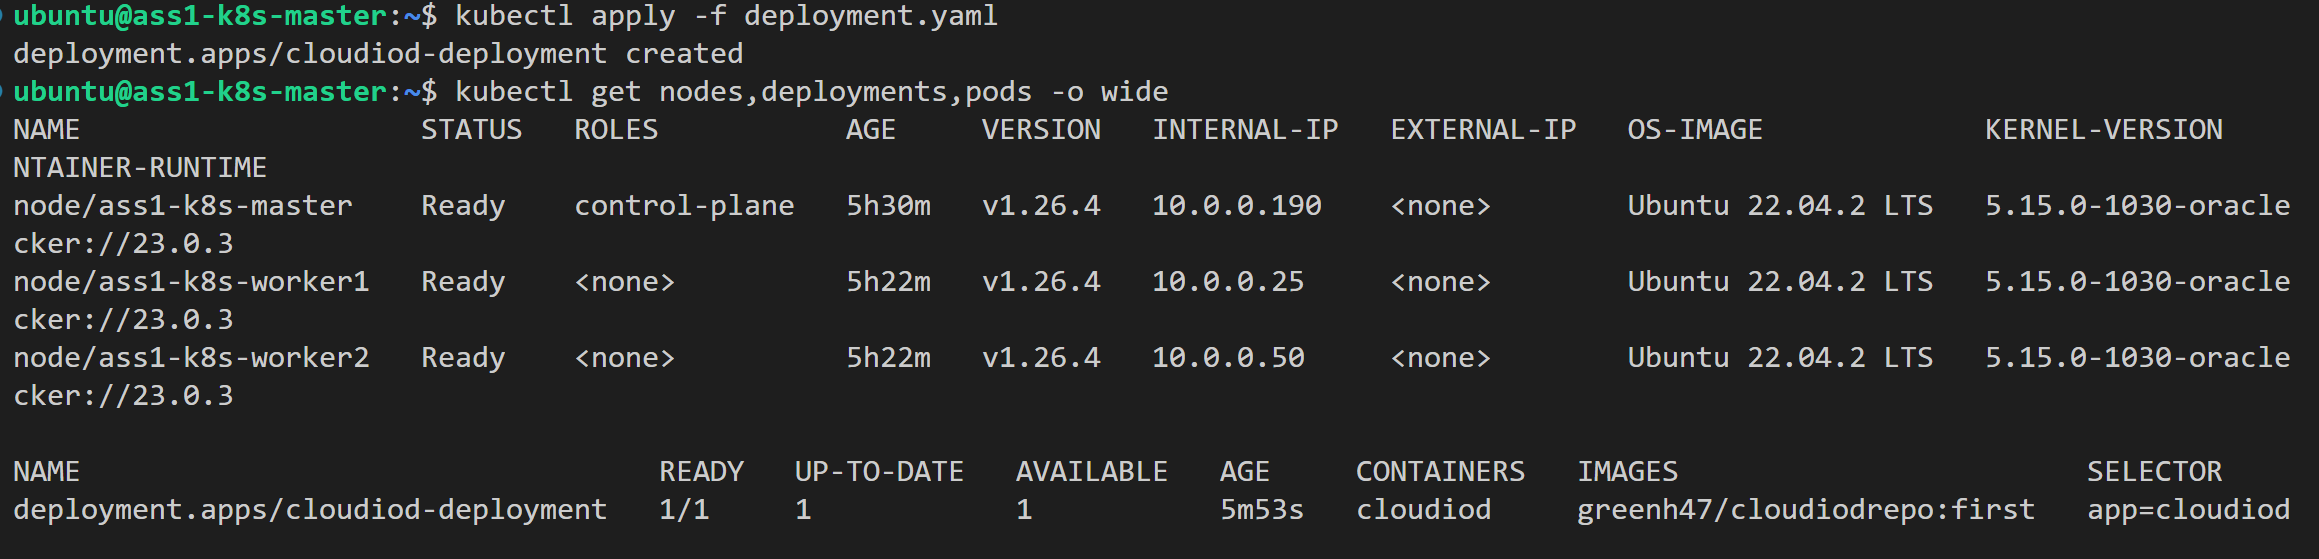 ubuntu@ass1-k8s-master:~$ kubectl apply -f deployment.yaml
deployment.apps/cloudiod-deployment created
ubuntu@ass1-k8s-master:~$ kubectl get nodes,deployments,pods -o wide
NAME                    STATUS   ROLES           AGE     VERSION   INTERNAL-IP   EXTERNAL-IP   OS-IMAGE             KERNEL-VERSION
NTAINER-RUNTIME
node/ass1-k8s-master    Ready    control-plane   5h30m   v1.26.4   10.0.0.190    <none>        Ubuntu 22.04.2 LTS   5.15.0-1030-oracle
cker://23.0.3
node/ass1-k8s-worker1   Ready    <none>          5h22m   v1.26.4   10.0.0.25     <none>        Ubuntu 22.04.2 LTS   5.15.0-1030-oracle
cker://23.0.3
node/ass1-k8s-worker2   Ready    <none>          5h22m   v1.26.4   10.0.0.50     <none>        Ubuntu 22.04.2 LTS   5.15.0-1030-oracle
cker://23.0.3
NAME                                  READY   UP-TO-DATE   AVAILABLE   AGE     CONTAINERS   IMAGES                        SELECTOR
deployment.apps/cloudiod-deployment   1/1     1            1           5m53s   cloudiod     greenh47/cloudiodrepo:first   app=cloudiod